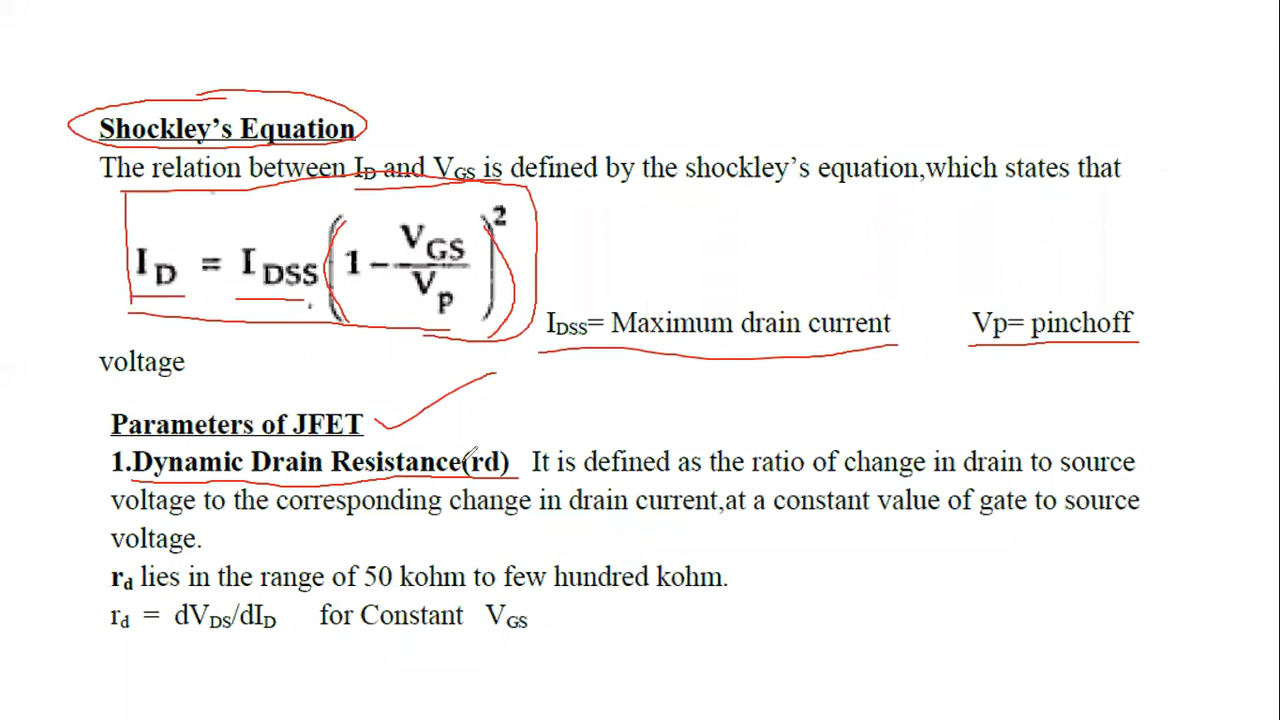 Shockley’s Equation
The relation between ID and VGS is defined by the shockley’s equation,which states that
ID = IDSS(1-VGS/Vp)²
IDSS= Maximum drain current Vp= pinchoff
voltage
Parameters of JFET
1.Dynamic Drain Resistance(rd) It is defined as the ratio of change in drain to source
voltage to the corresponding change in drain current,at a constant value of gate to source
voltage.
rd lies in the range of 50 kohm to few hundred kohm.
rd = dVDS/dID for Constant VGS